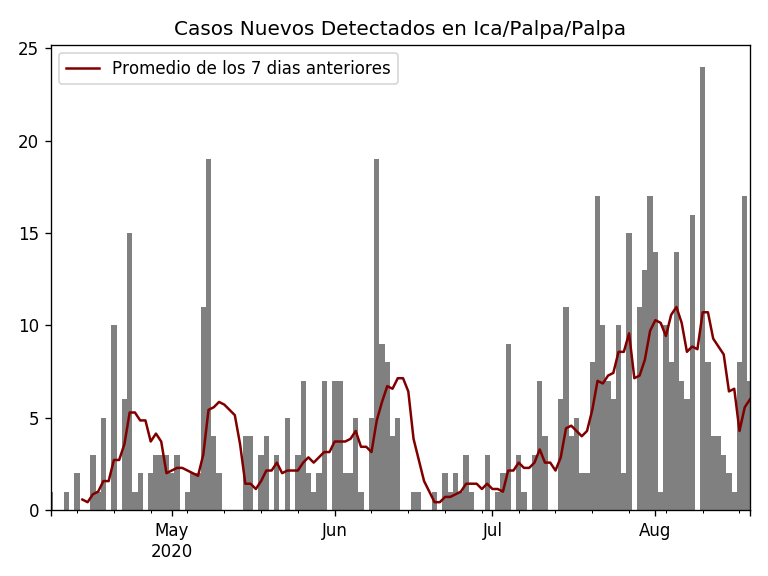 Casos Nuevos Detectados en Ica/Palpa/Palpa
Promedio de los 7 dias anteriores
25
20
15
10
5
0
May Jun Jul Aug
2020